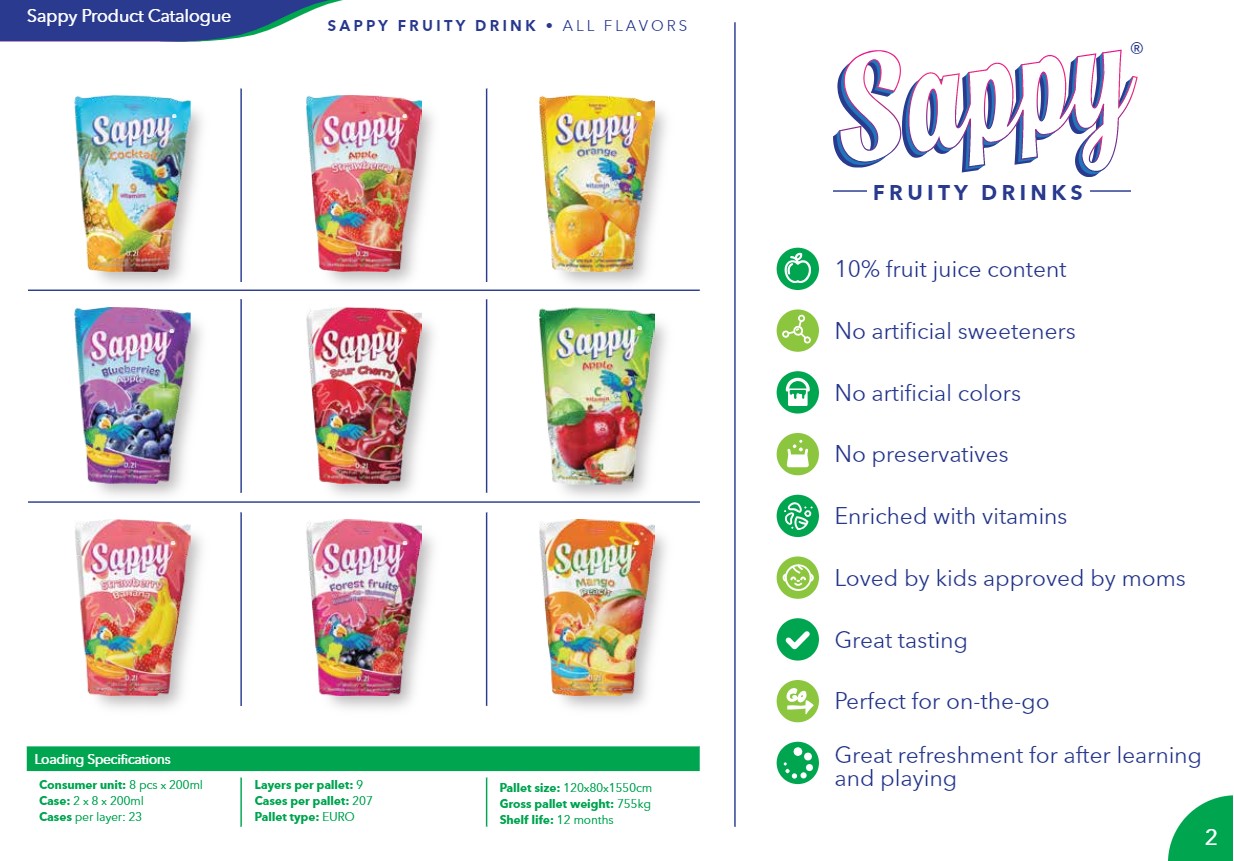 Sappy Product Catalogue
SAPPY FRUITY DRINK • ALL FLAVORS
Sappy
Cocktail
9
vitamins
0.2l
Sappy
Apple
Strawberry
0.2l
Sappy
Orange
C
vitamin
0.2l
Sappy
Blueberries
Apple
0.2l
Sappy
Sour Cherry
0.2l
Sappy
Apple
C
vitamin
Sappy
Strawberry
Banana
0.2l
Sappy
Forest fruits
0.2l
Sappy
Mango
Peach
0.2l
Loading Specifications
Consumer unit: 8 pcs x 200ml
Case: 2 x 8 x 200ml
Cases per layer: 23
Layers per pallet: 9
Cases per pallet: 207
Pallet type: EURO
Pallet size: 120x80x1550cm
Gross pallet weight: 755kg
Shelf life: 12 months
Sappy®
FRUITY DRINKS
10% fruit juice content
No artificial sweeteners
No artificial colors
No preservatives
Enriched with vitamins
Loved by kids approved by moms
Great tasting
GO
Perfect for on-the-go
Great refreshment for after learning
and playing
2